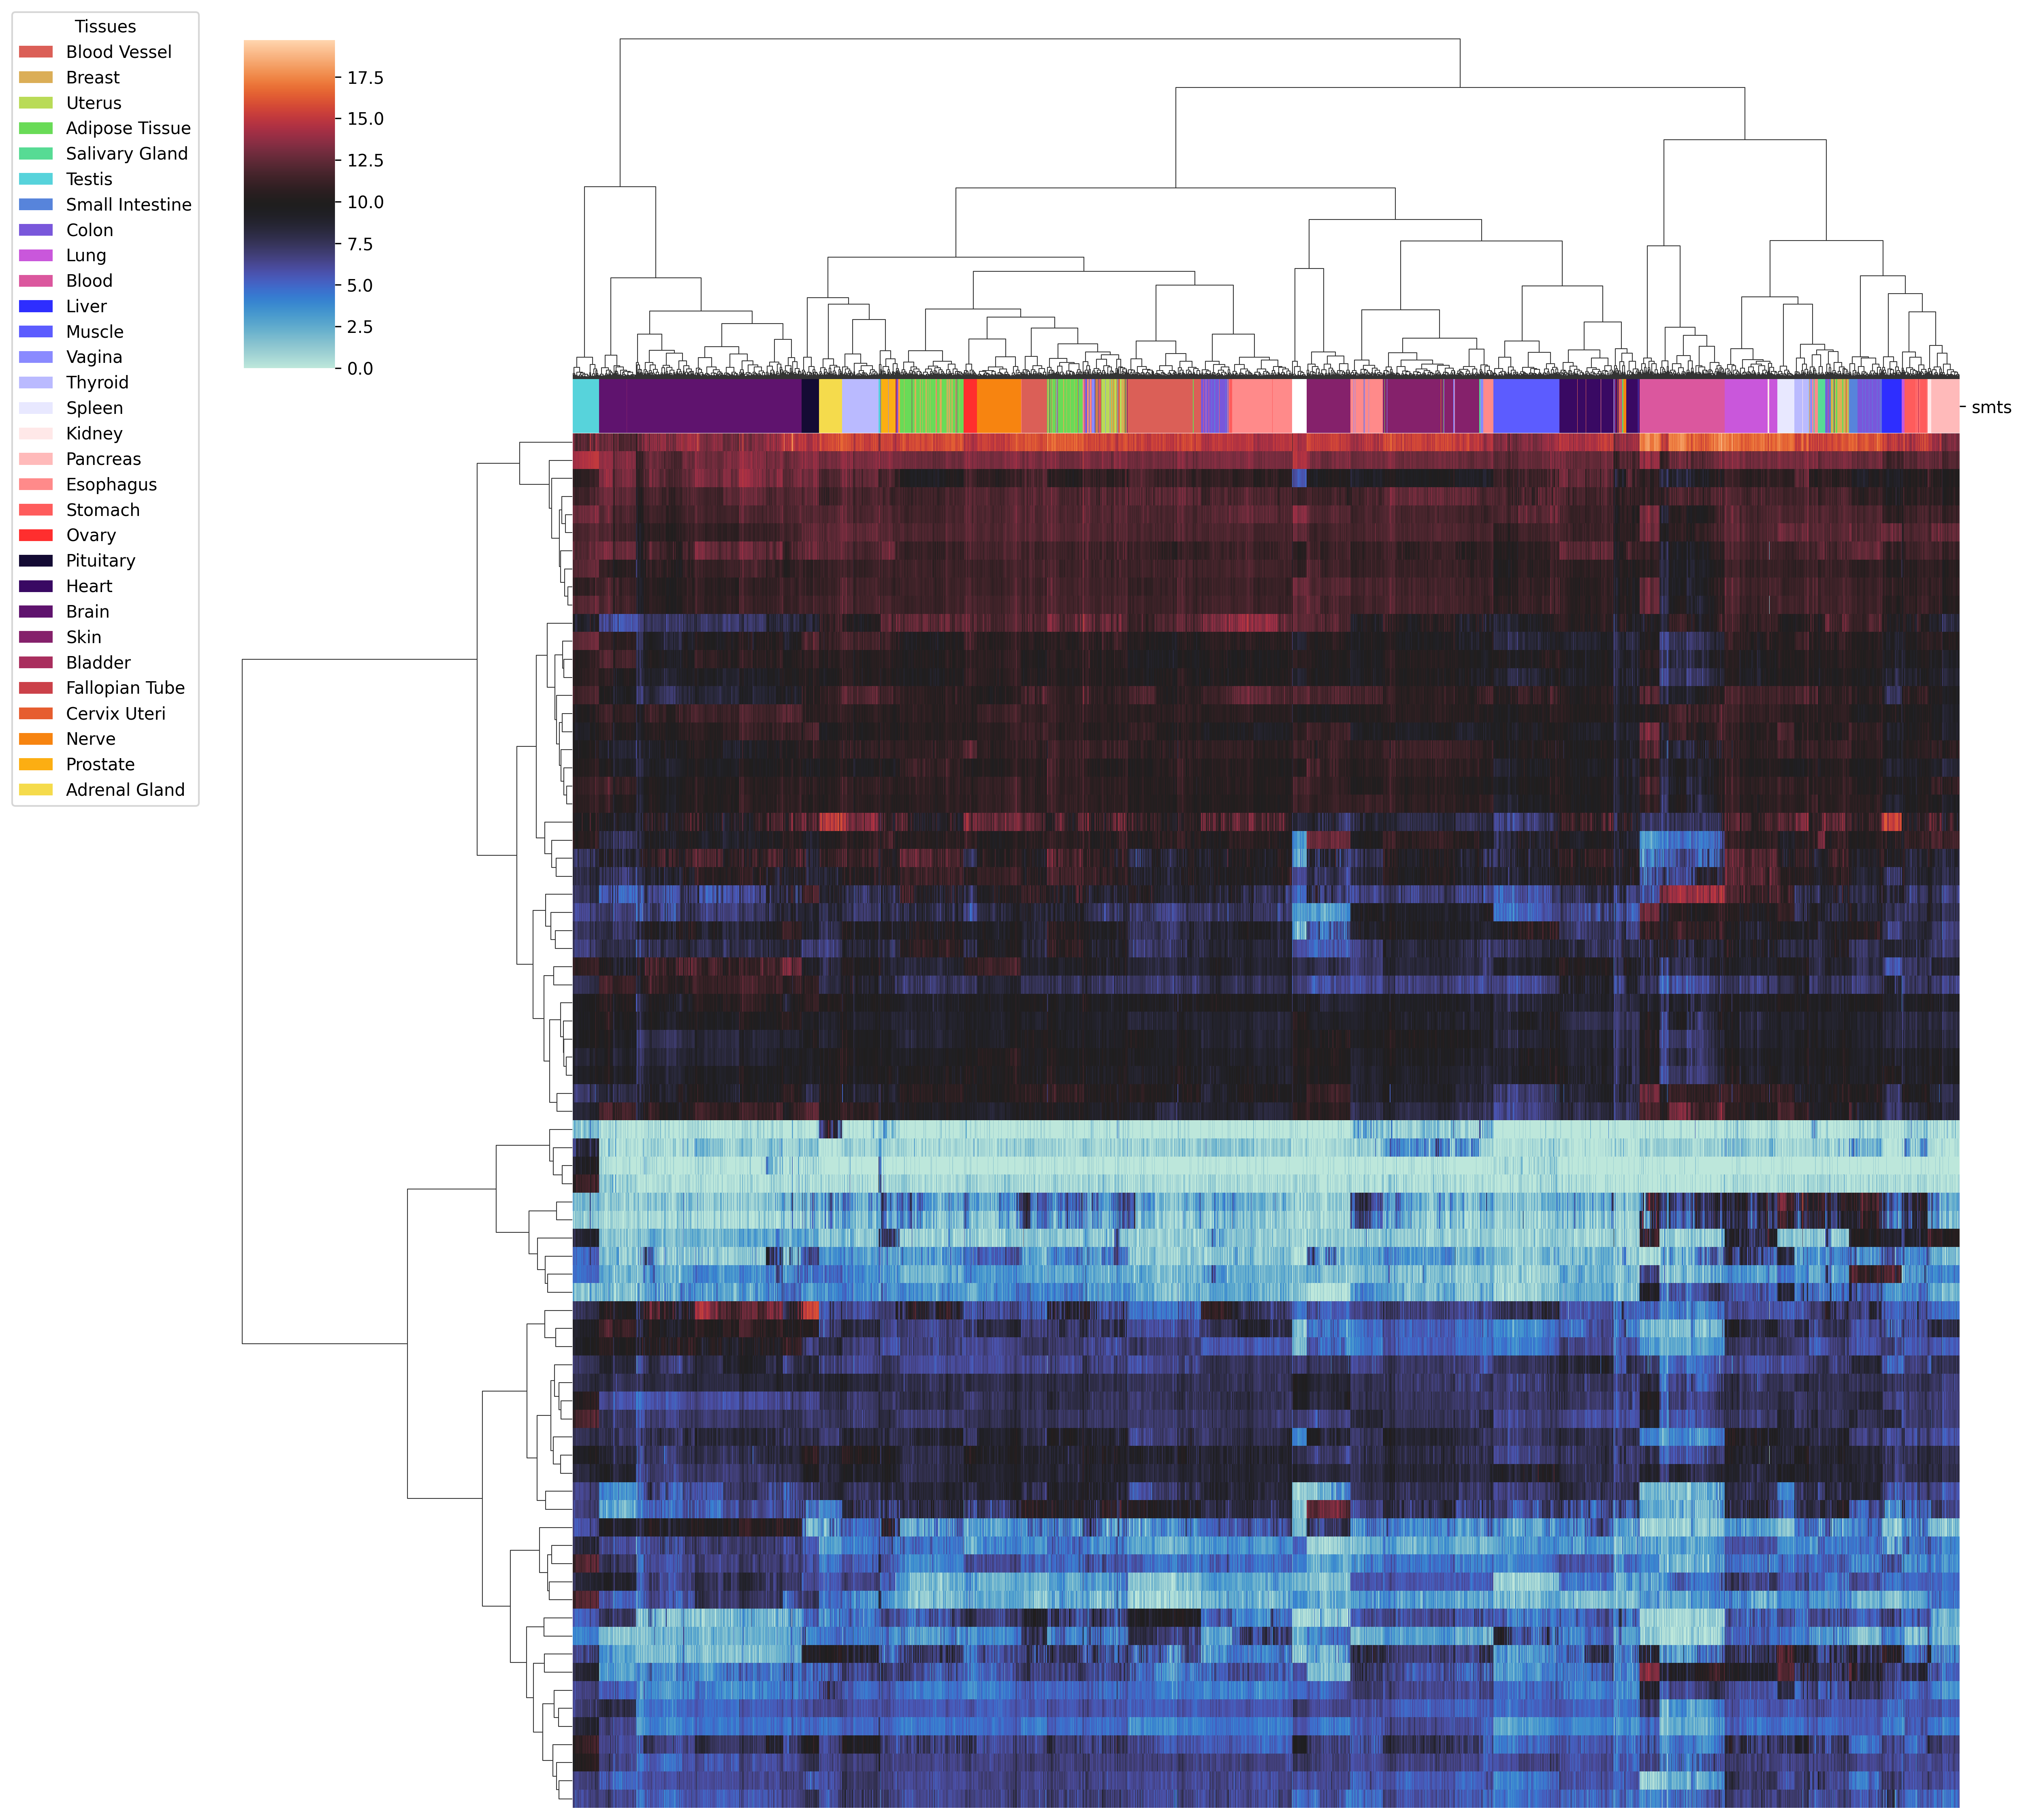 Tissues
Blood Vessel
Breast
Uterus
Adipose Tissue
Salivary Gland
Testis
Small Intestine
Colon
Lung
Blood
Liver
Muscle
Vagina
Thyroid
Spleen
Kidney
Pancreas
Esophagus
Stomach
Ovary
Pituitary
Heart
Brain
Skin
Bladder
Fallopian Tube
Cervix Uteri
Nerve
Prostate
Adrenal Gland
17.5
15.0
12.5
10.0
7.5
5.0
2.5
0.0
smts